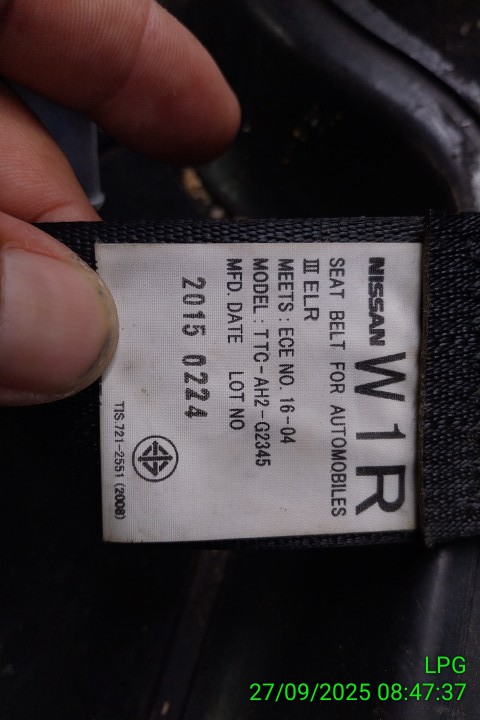 NISSAN W1R
SEAT BELT FOR AUTOMOBILES
III ELR
MEETS : ECE NO. 16-04
MODEL : TTC-AH2-G2345
MFD. DATE LOT NO
2015 0224
TIS.721-2551 (2008)
LPG
27/09/2025 08:47:37